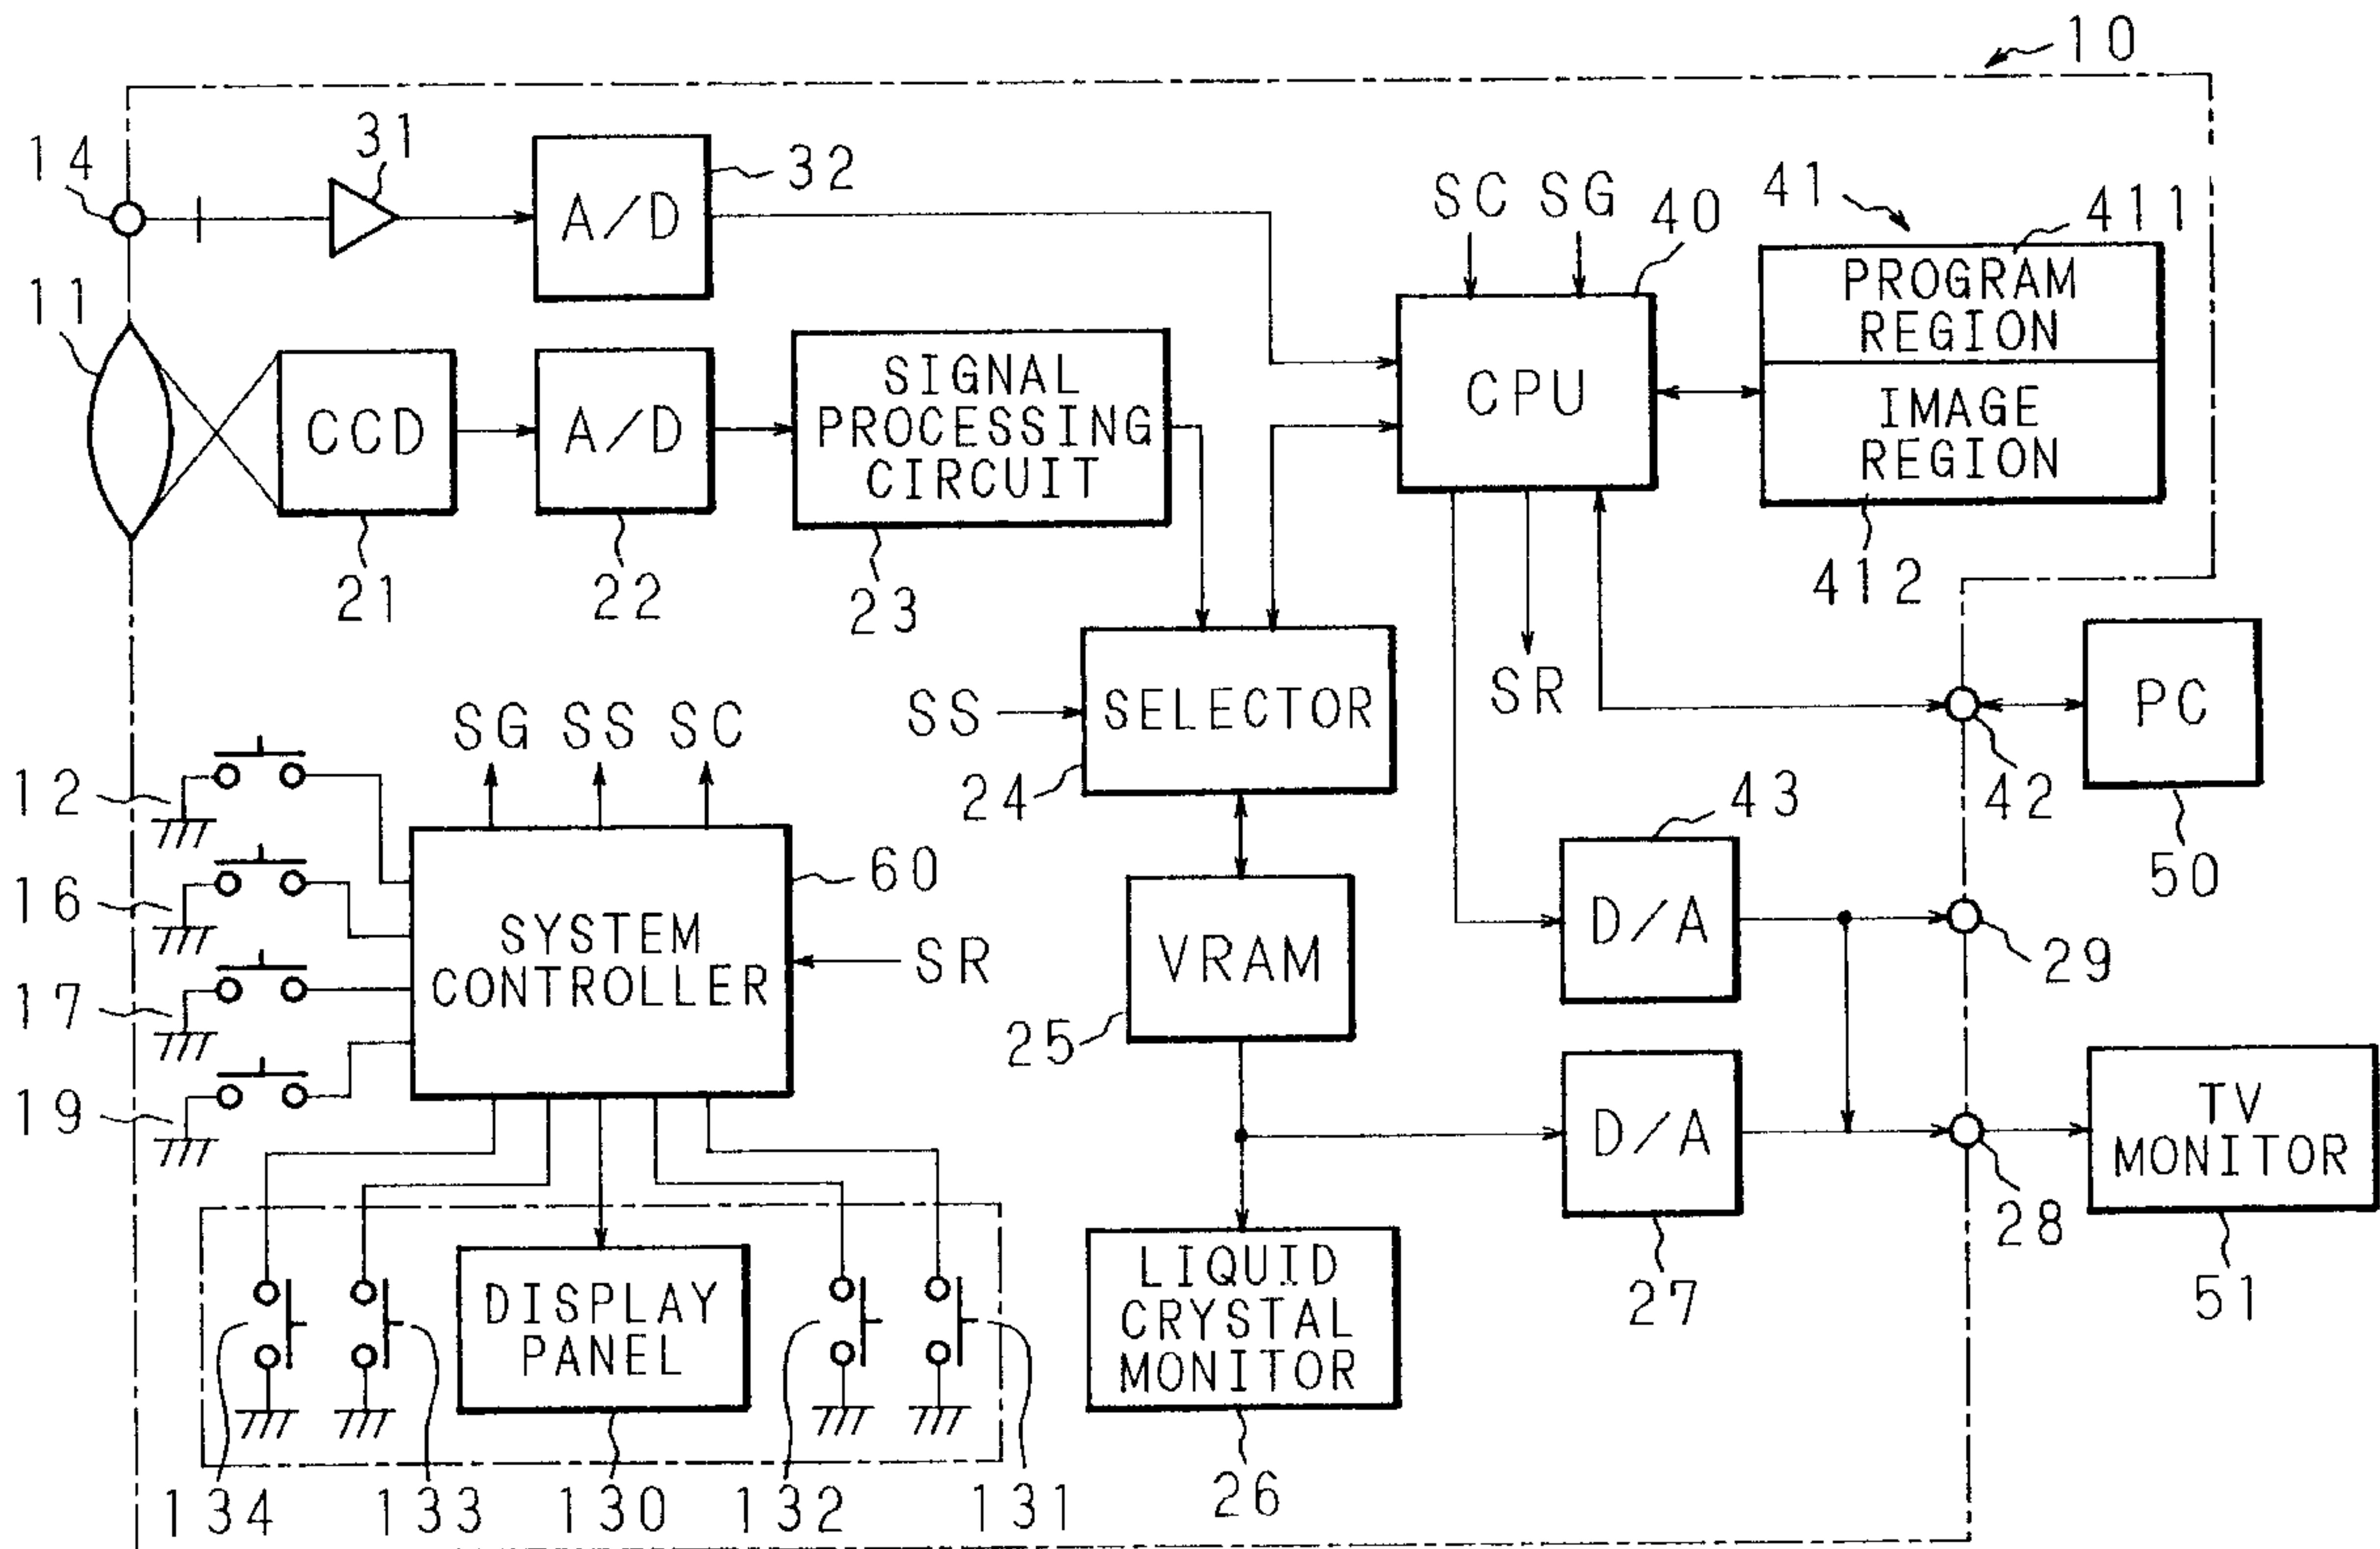 10
14
31
A/D
32
SC SG
40
41
411
PROGRAM
REGION
IMAGE
REGION
412
11
CCD
21
A/D
22
SIGNAL
PROCESSING
CIRCUIT
23
CPU
SR
SS
SELECTOR
24
PC
42
50
SG SS SC
12
16
17
19
60
SYSTEM
CONTROLLER
SR
VRAM
25
43
D/A
29
D/A
27
28
TV
MONITOR
51
DISPLAY
PANEL
LIQUID
CRYSTAL
MONITOR
26
134
133
130
132
131